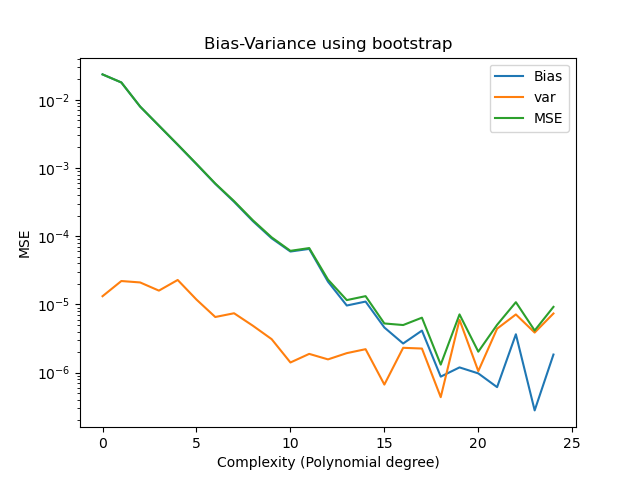 Bias-Variance using bootstrap
Bias
var
MSE
10⁻²
10⁻³
10⁻⁴
10⁻⁵
10⁻⁶
MSE
0 5 10 15 20 25
Complexity (Polynomial degree)